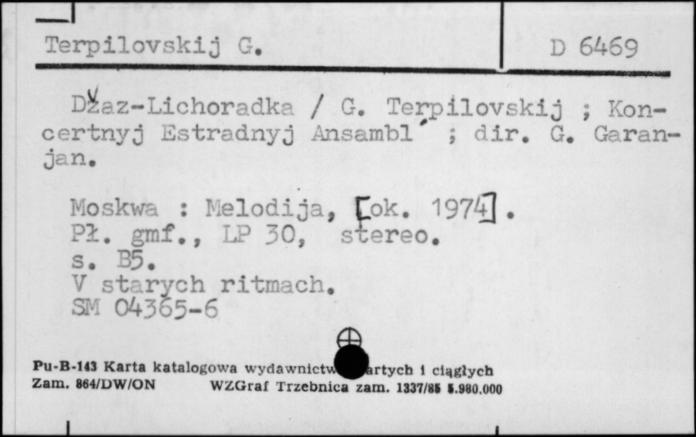 Terpilovskij G. D 6469
Džaz-Lichoradka / G. Terpilovskij ; Kon-
certnyj Estradnyj Ansambl´ ; dir. G. Garan-
jan.
Moskwa : Melodija, [ok. 1974].
Pł. gmf., LP 30, stereo.
s. B5.
V starych ritmach.
SM 04365-6
Pu-B-143 Karta katalogowa wydawnictw artych i ciągłych
Zam. 864/DW/ON WZGraf Trzebnica zam. 1337/85 5.980.000